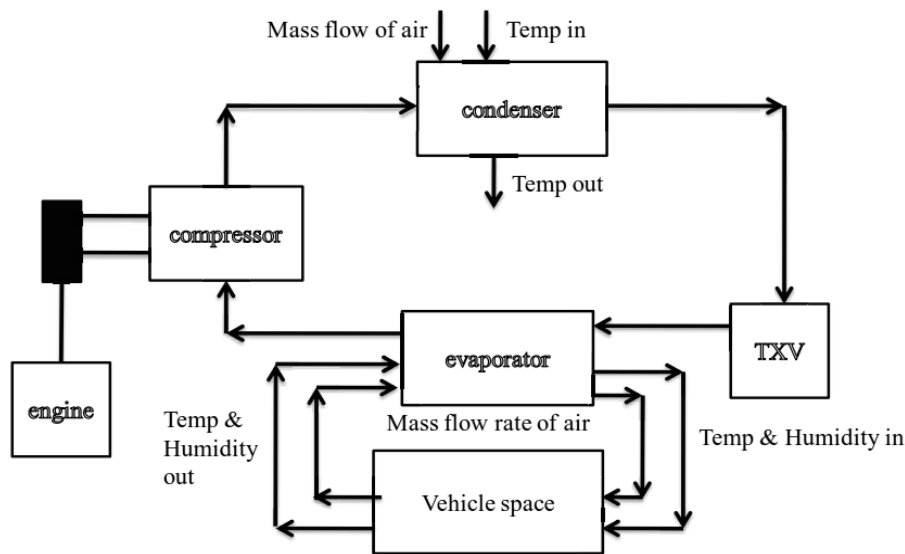 Mass flow of air
Temp in
condenser
Temp out
compressor
TXV
evaporator
engine
Temp &
Humidity
out
Mass flow rate of air
Temp & Humidity in
Vehicle space